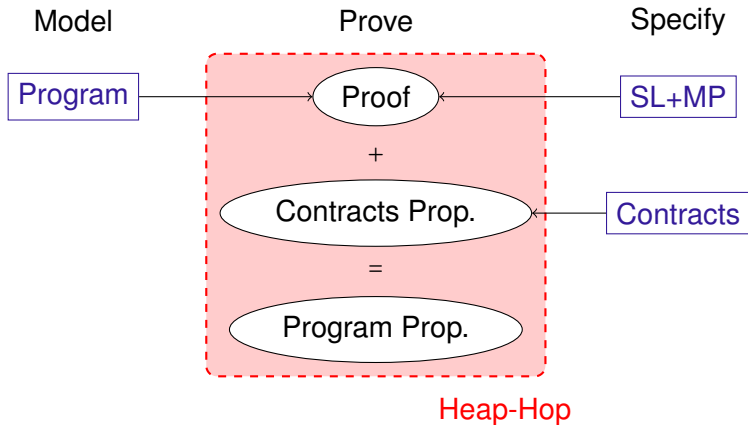 Model Prove Specify
Program Proof SL+MP
+
Contracts Prop. Contracts
=
Program Prop.
Heap-Hop